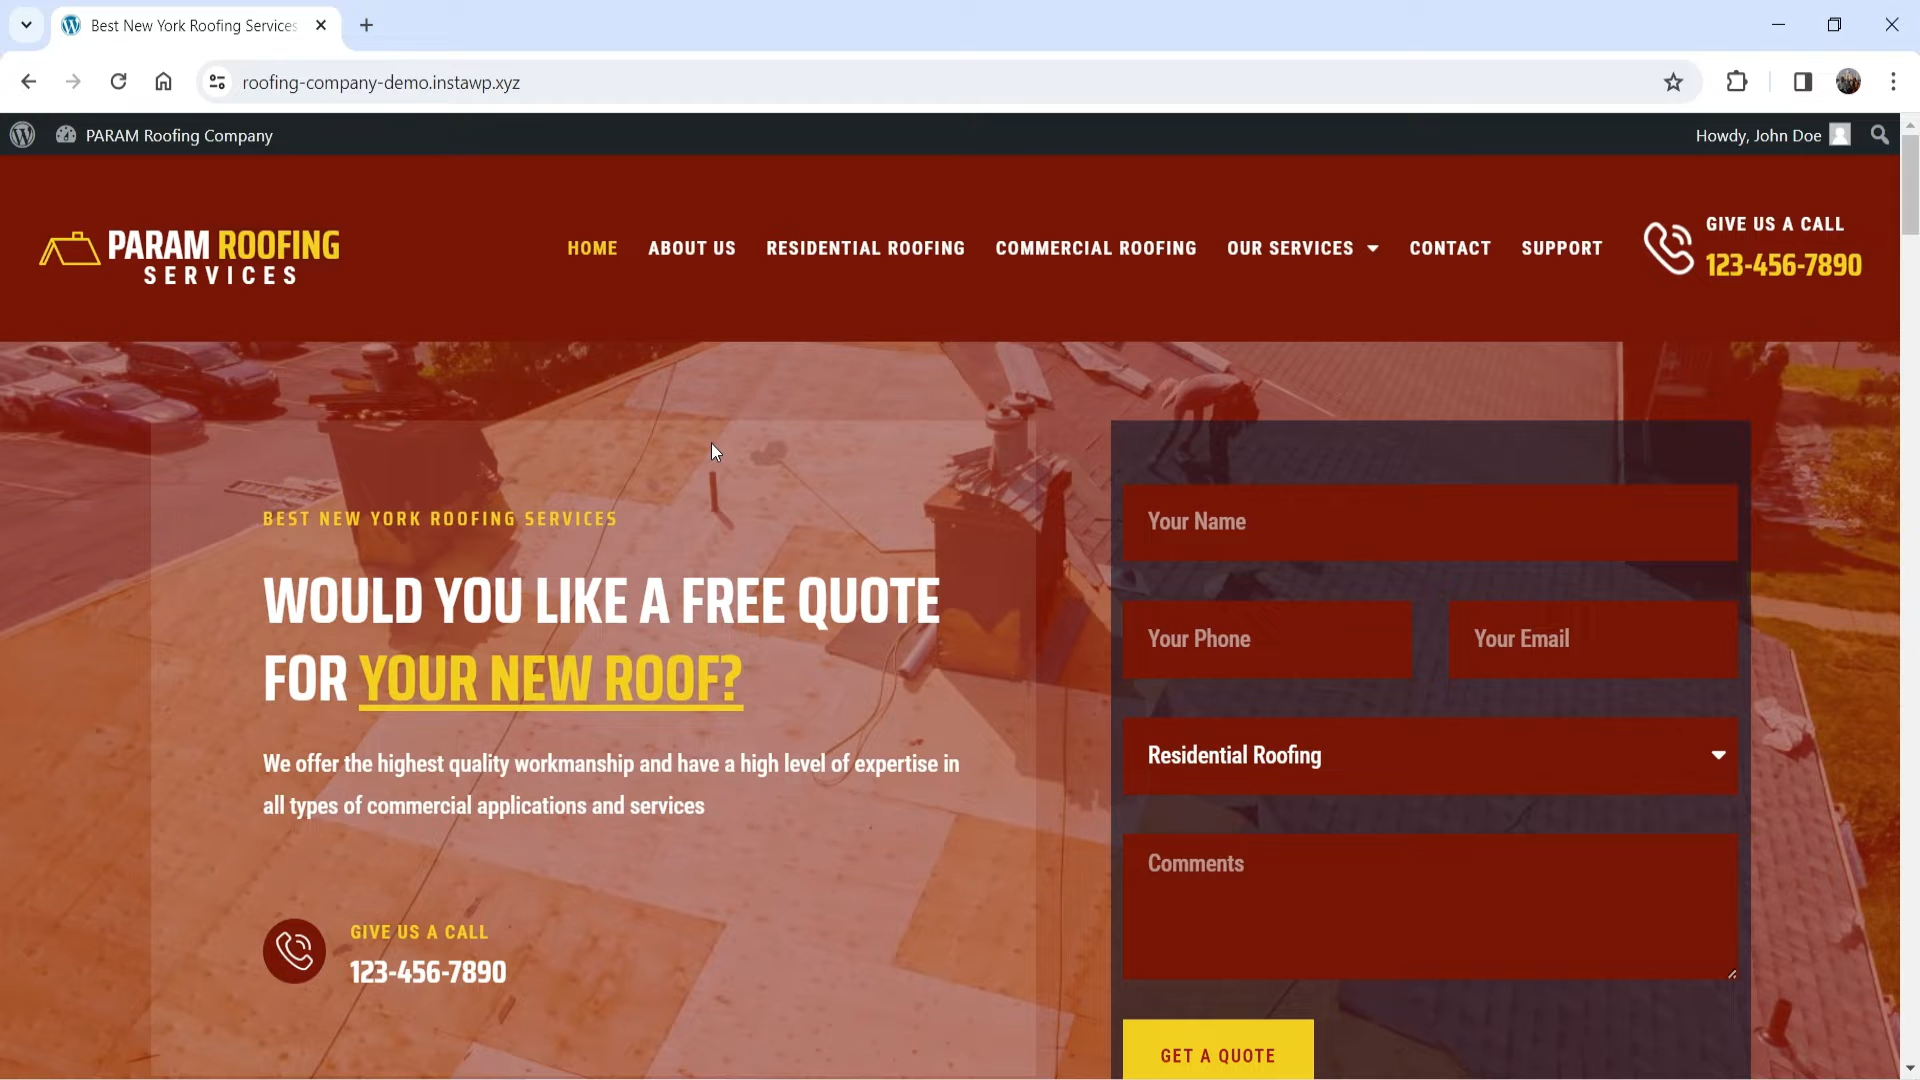 Best New York Roofing Services
roofing-company-demo.instawp.xyz
PARAM Roofing Company
Howdy, John Doe
PARAM ROOFING
SERVICES
HOME
ABOUT US
RESIDENTIAL ROOFING
COMMERCIAL ROOFING
OUR SERVICES
CONTACT
SUPPORT
GIVE US A CALL
123-456-7890
BEST NEW YORK ROOFING SERVICES
WOULD YOU LIKE A FREE QUOTE
FOR YOUR NEW ROOF?
We offer the highest quality workmanship and have a high level of expertise in
all types of commercial applications and services
GIVE US A CALL
123-456-7890
Your Name
Your Phone
Your Email
Residential Roofing
Comments
GET A QUOTE